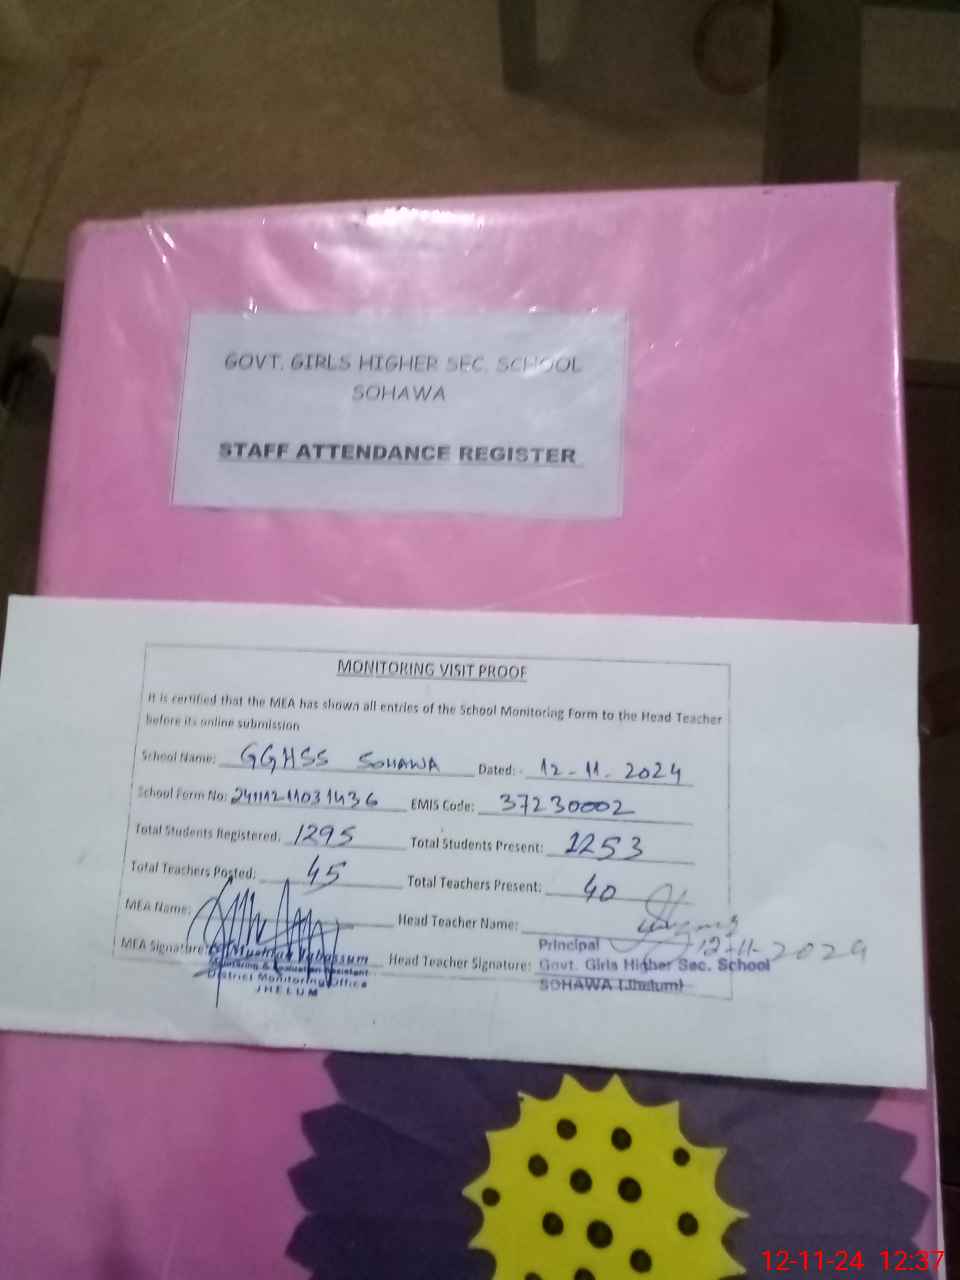 GOVT. GIRLS HIGHER SEC. SCHOOL
SOHAWA
STAFF ATTENDANCE REGISTER
MONITORING VISIT PROOF
It is certified that the MEA has shown all entries of the School Monitoring Form to the Head Teacher
before its online submission
School Name: GGHSS SOHAWA Dated: - 12-11-2024
School Form No: EMIS Code: 37230002
Total Students Registered: 1295 Total Students Present: 1253
Total Teachers Posted: 45 Total Teachers Present: 40
MEA Name: Head Teacher Name:
12-11-2024
MEA Signature: Head Teacher Signature:
Principal
Govt. Girls Higher Sec. School
SOHAWA (Jhelum)
Monitoring & Evaluation Assistant
District Monitoring Office
JHELUM
12-11-24 12:37